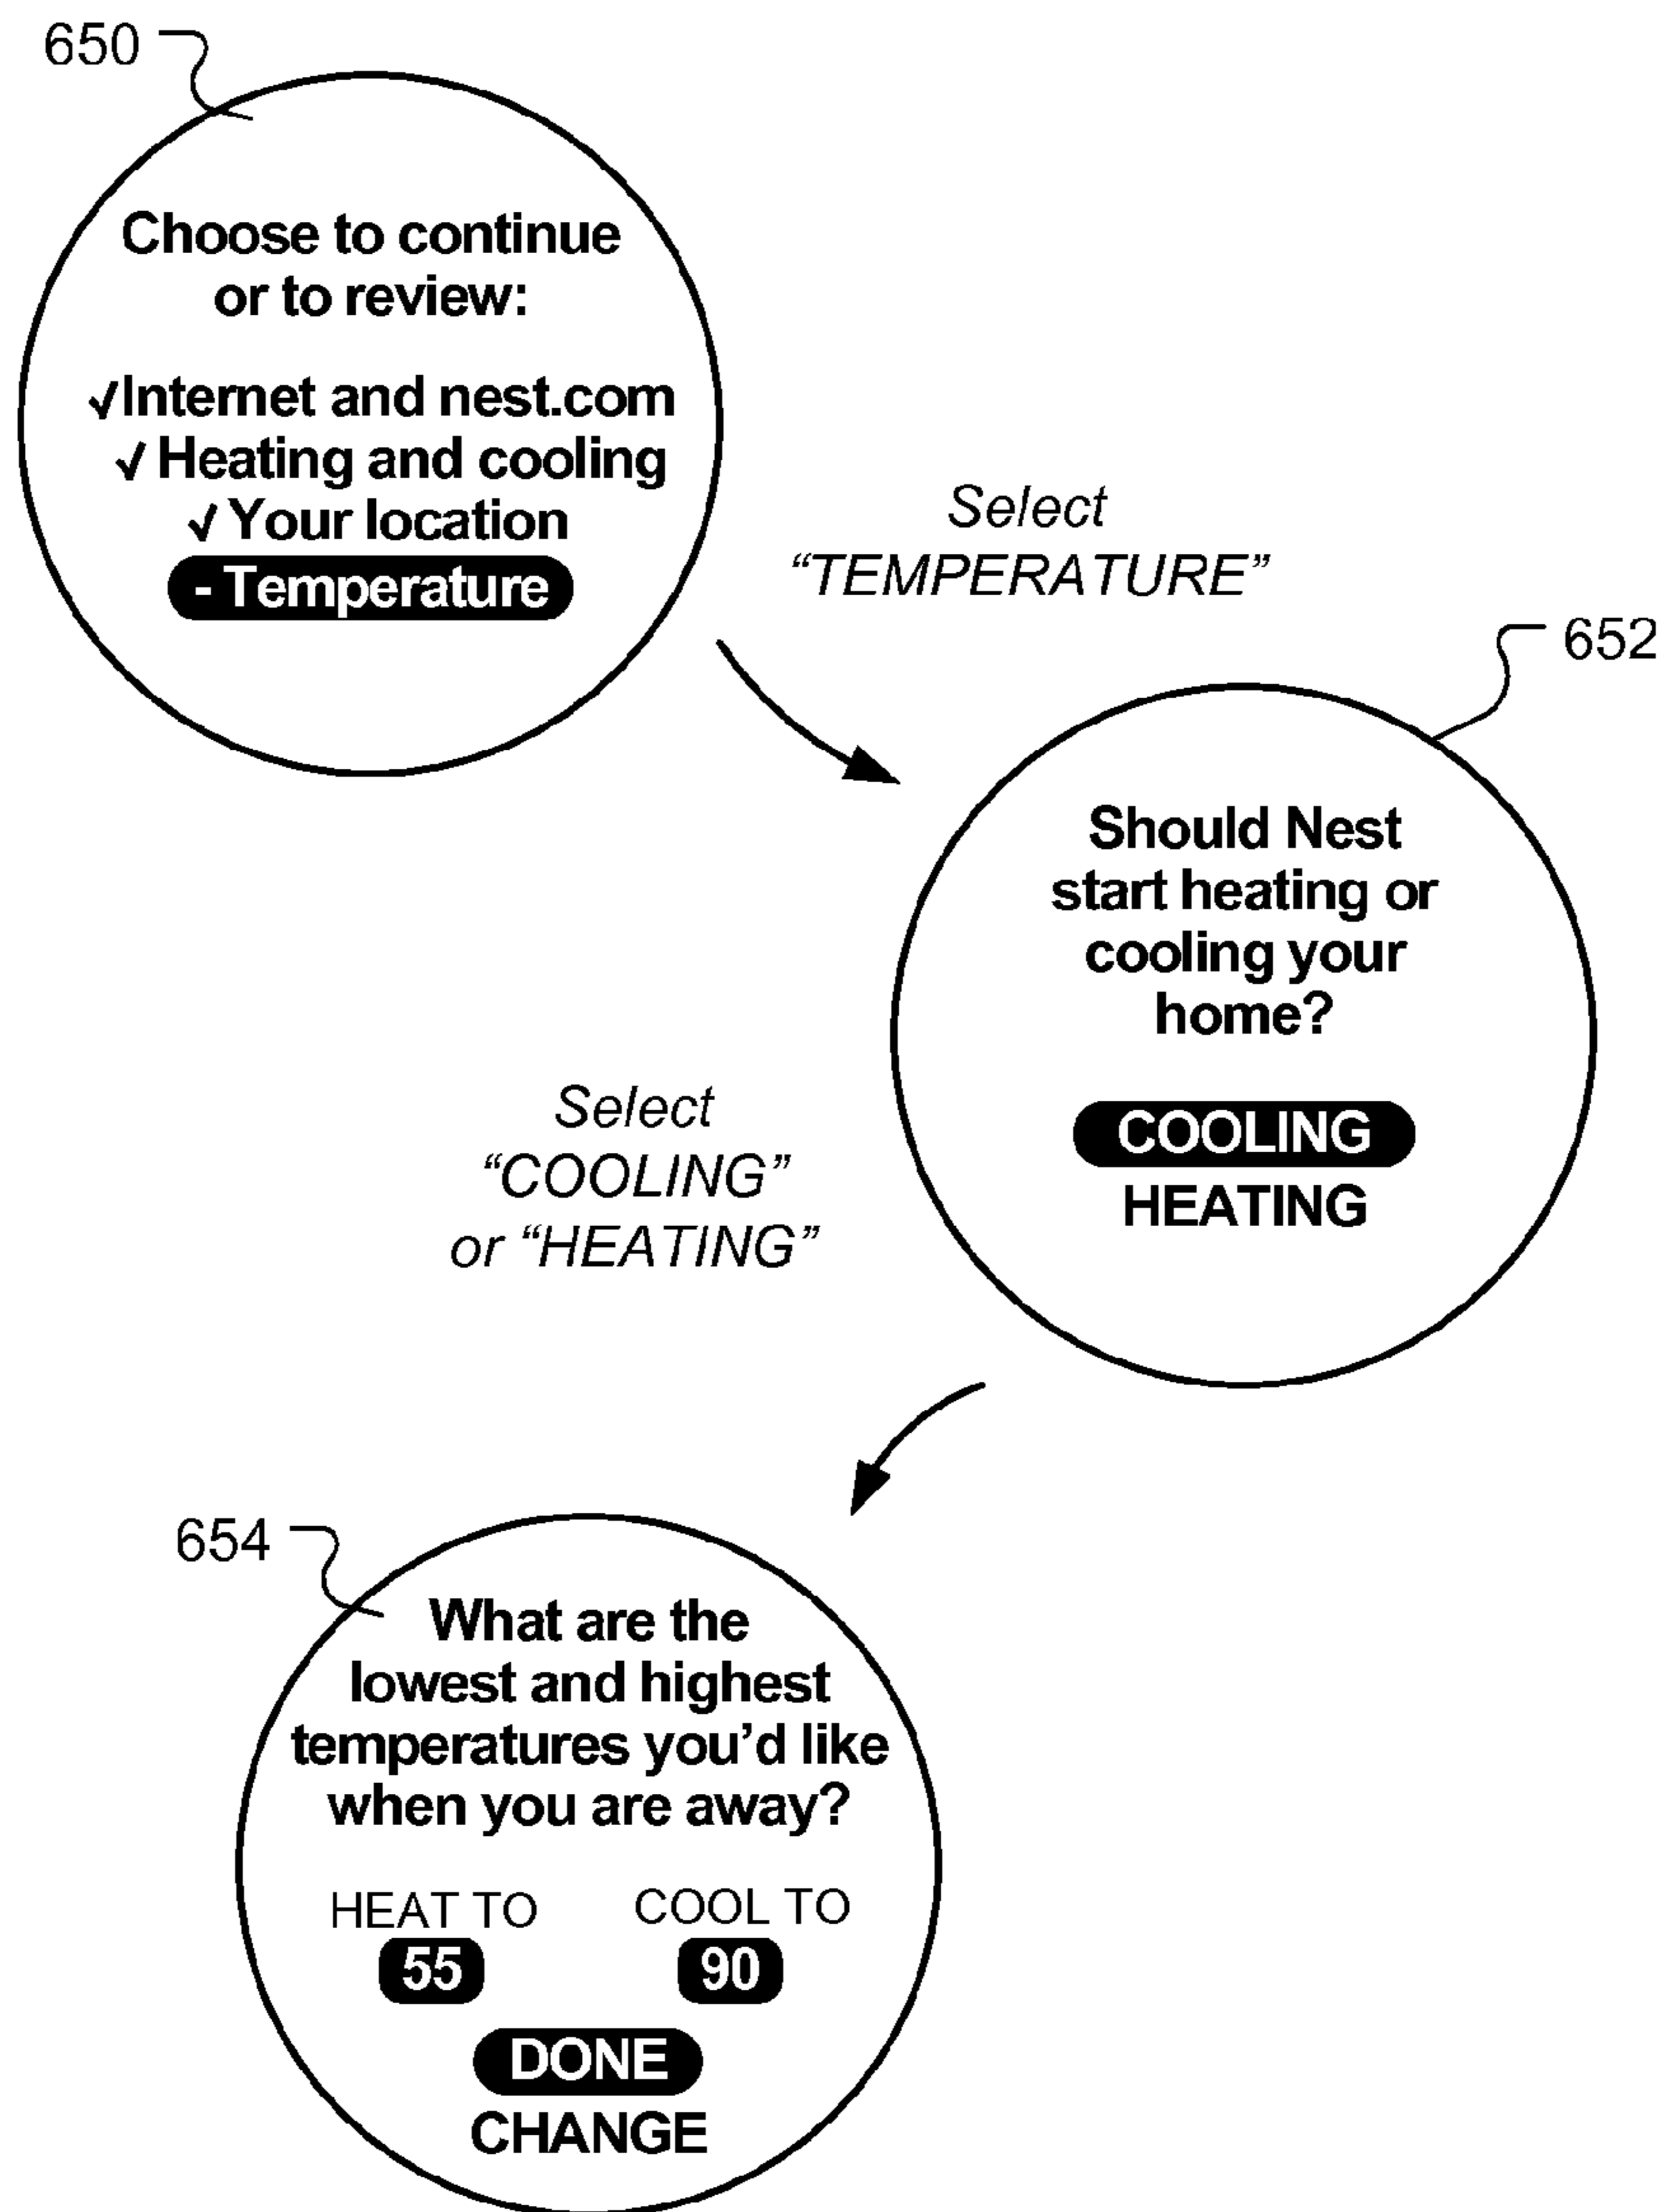 650
Choose to continue
or to review:
√Internet and nest.com
√ Heating and cooling
√ Your location
- Temperature
Select
“TEMPERATURE”
652
Should Nest
start heating or
cooling your
home?
COOLING
HEATING
Select
“COOLING”
or “HEATING”
654
What are the
lowest and highest
temperatures you’d like
when you are away?
HEAT TO COOL TO
55 90
DONE
CHANGE